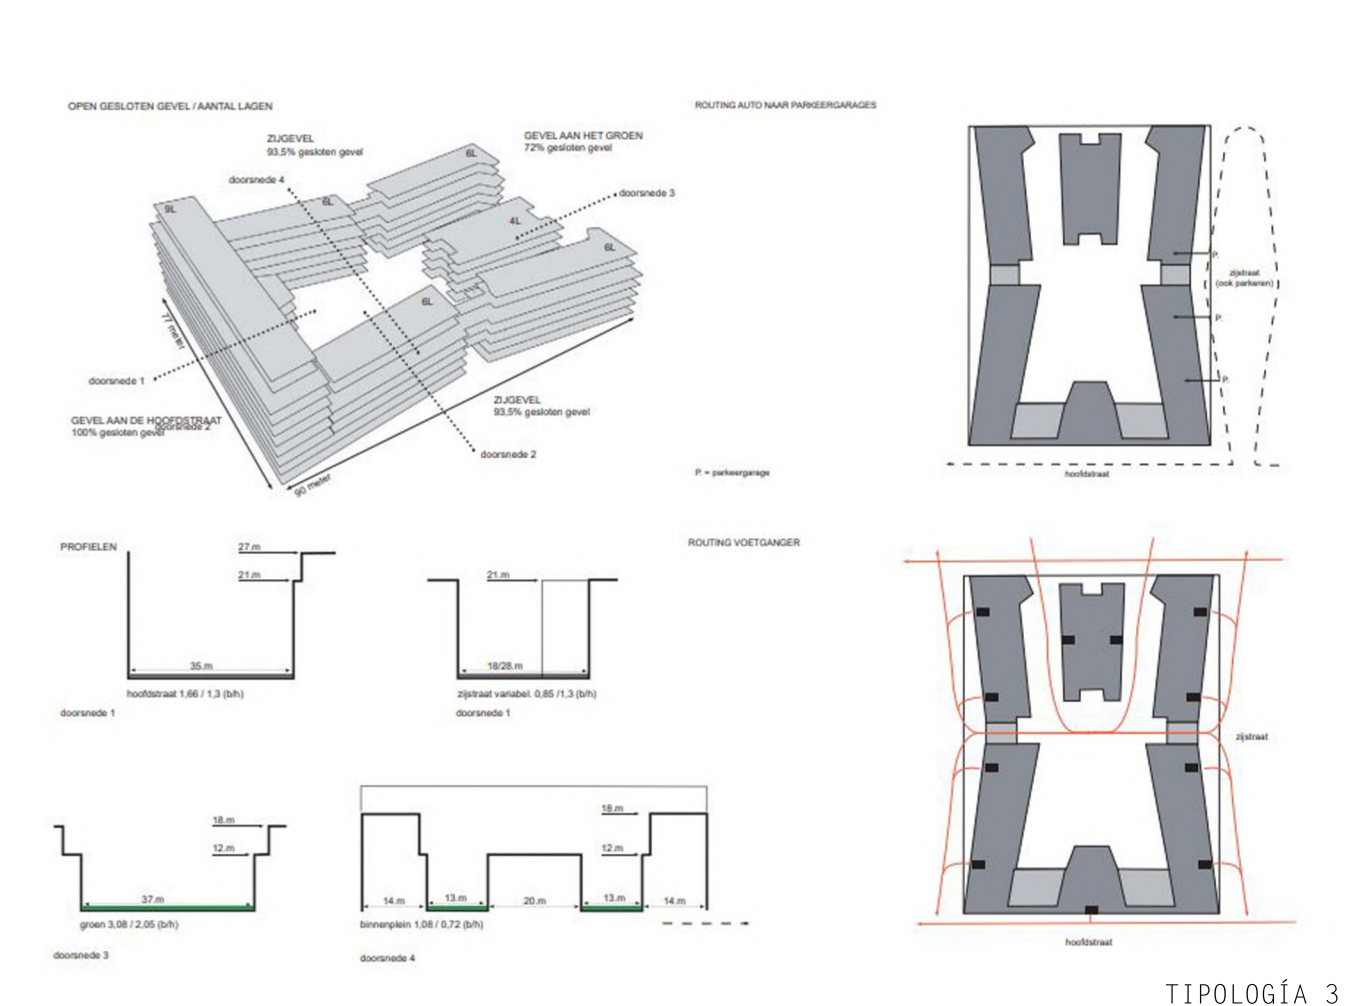 OPEN GESLOTEN GEVEL / AANTAL LAGEN
ZIJGEVEL
93,5% gesloten gevel
GEVEL AAN HET GROEN
72% gesloten gevel
doorsnede 4
doorsnede 3
9L
6L
6L
4L
6L
6L
77 meter
doorsnede 1
GEVEL AAN DE HOOFDSTRAAT
100% gesloten gevel
doorsnede 2
ZIJGEVEL
93,5% gesloten gevel
doorsnede 2
90 meter
ROUTING AUTO NAAR PARKEERGARAGES
P.
zijstraat
(ook parkeren)
P.
P.
P. = parkeergarage
hoofdstraat
PROFIELEN
27.m
21.m
35.m
hoofdstraat 1,66 / 1,3 (b/h)
doorsnede 1
21.m
18/28.m
zijstraat variabel. 0,85 /1,3 (b/h)
doorsnede 1
18.m
12.m
37.m
groen 3,08 / 2,05 (b/h)
doorsnede 3
18.m
12.m
14.m
13.m
20.m
13.m
14.m
binnenplein 1,08 / 0,72 (b/h)
doorsnede 4
ROUTING VOETGANGER
zijstraat
hoofdstraat
TIPOLOGÍA 3